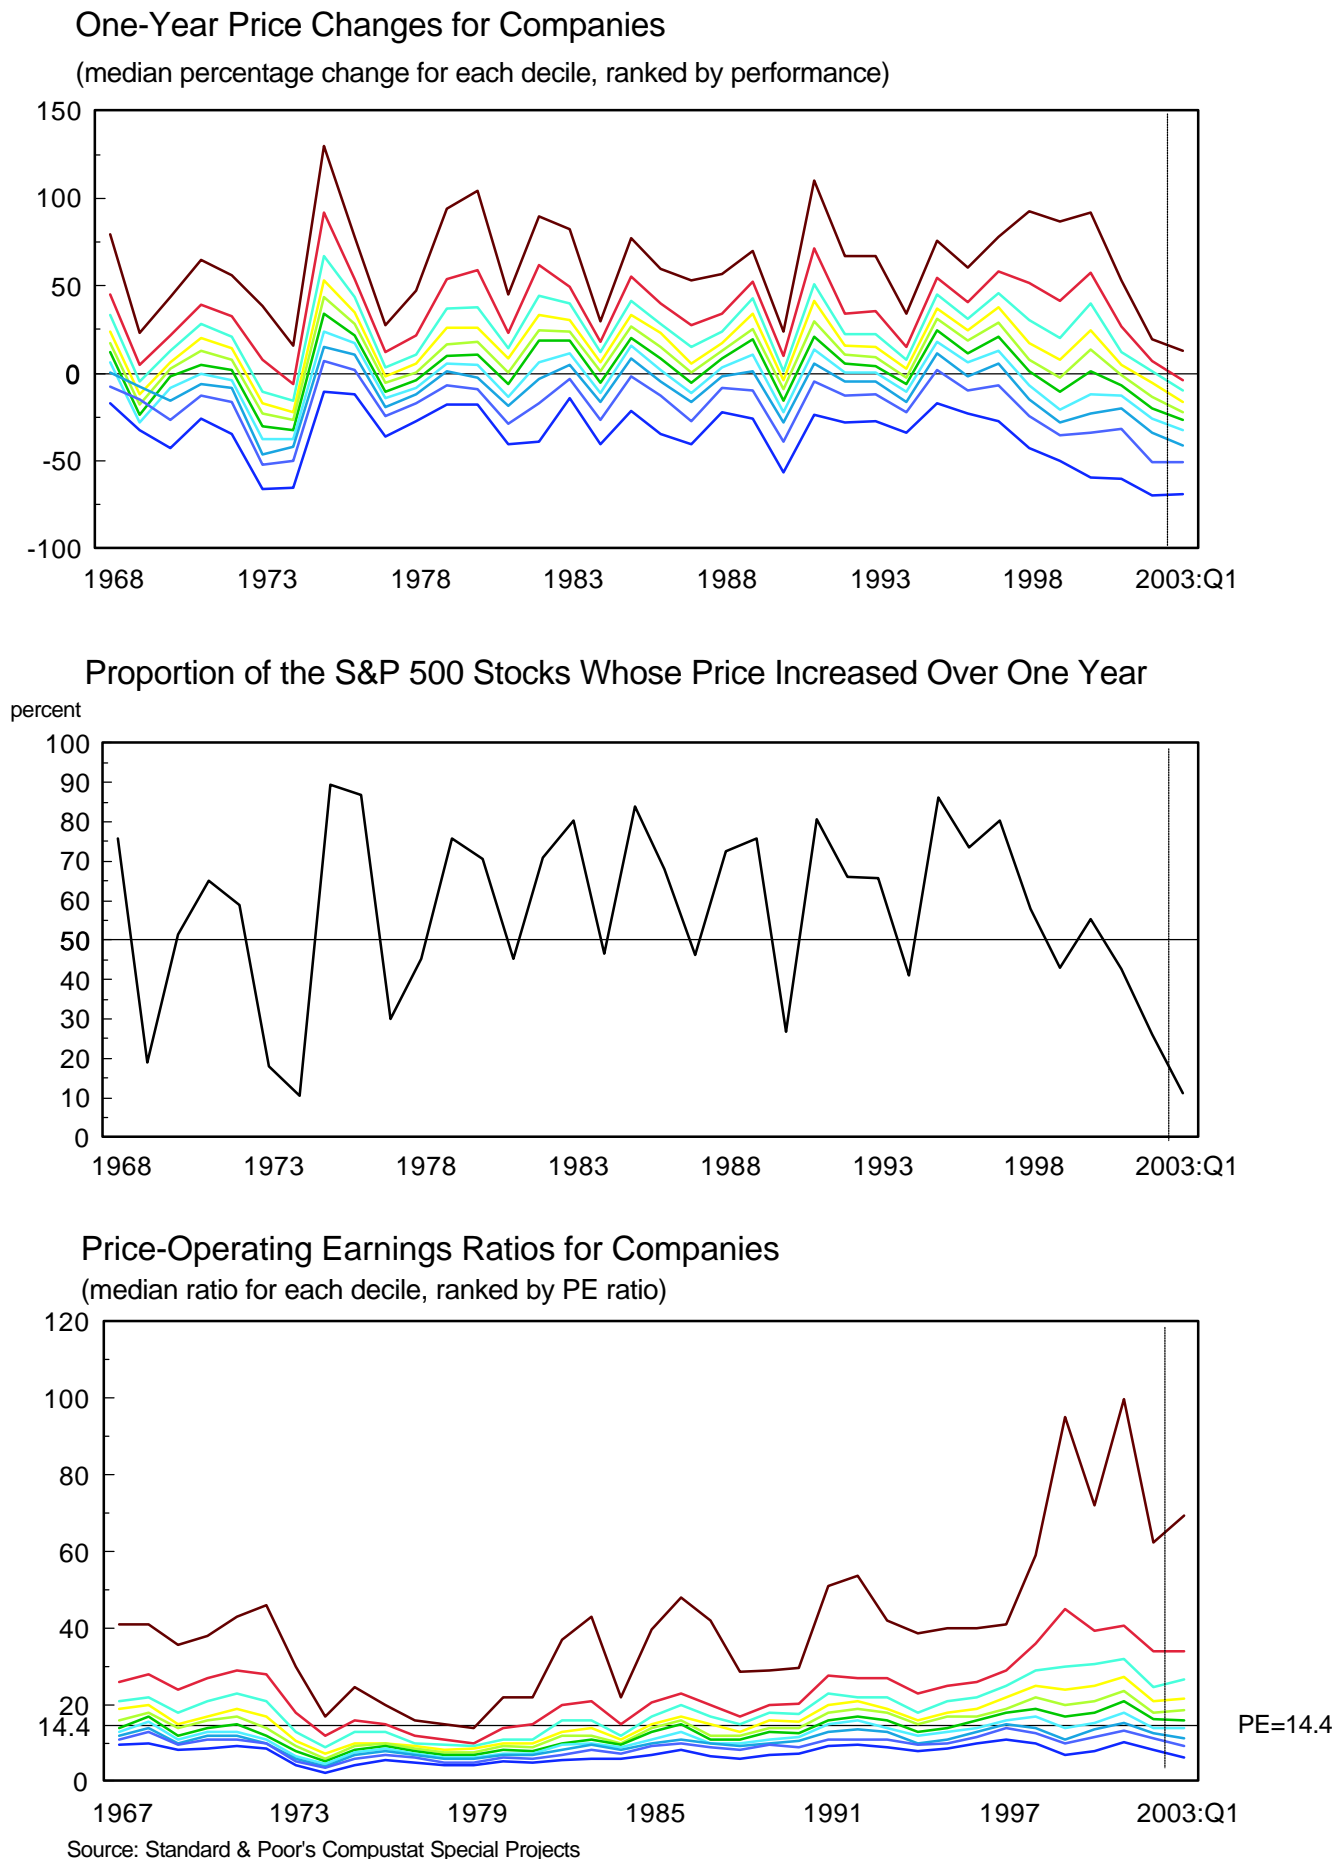 One-Year Price Changes for Companies
(median percentage change for each decile, ranked by performance)
150
100
50
0
-50
-100
1968 1973 1978 1983 1988 1993 1998 2003:Q1
Proportion of the S&P 500 Stocks Whose Price Increased Over One Year
percent
100
90
80
70
60
50
40
30
20
10
0
1968 1973 1978 1983 1988 1993 1998 2003:Q1
Price-Operating Earnings Ratios for Companies
(median ratio for each decile, ranked by PE ratio)
120
100
80
60
40
20
14.4 PE=14.4
0
1967 1973 1979 1985 1991 1997 2003:Q1
Source: Standard & Poor's Compustat Special Projects